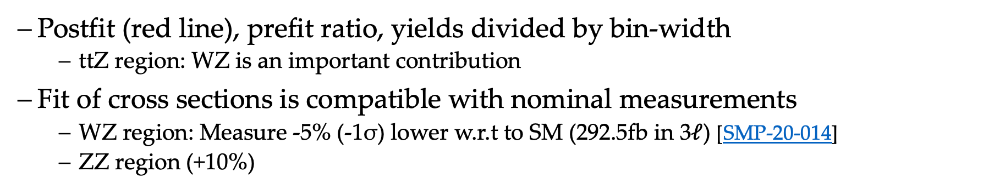 – Postfit (red line), prefit ratio, yields divided by bin-width
– ttZ region: WZ is an important contribution
– Fit of cross sections is compatible with nominal measurements
– WZ region: Measure -5% (-1σ) lower w.r.t to SM (292.5fb in 3ℓ) [SMP-20-014]
– ZZ region (+10%)